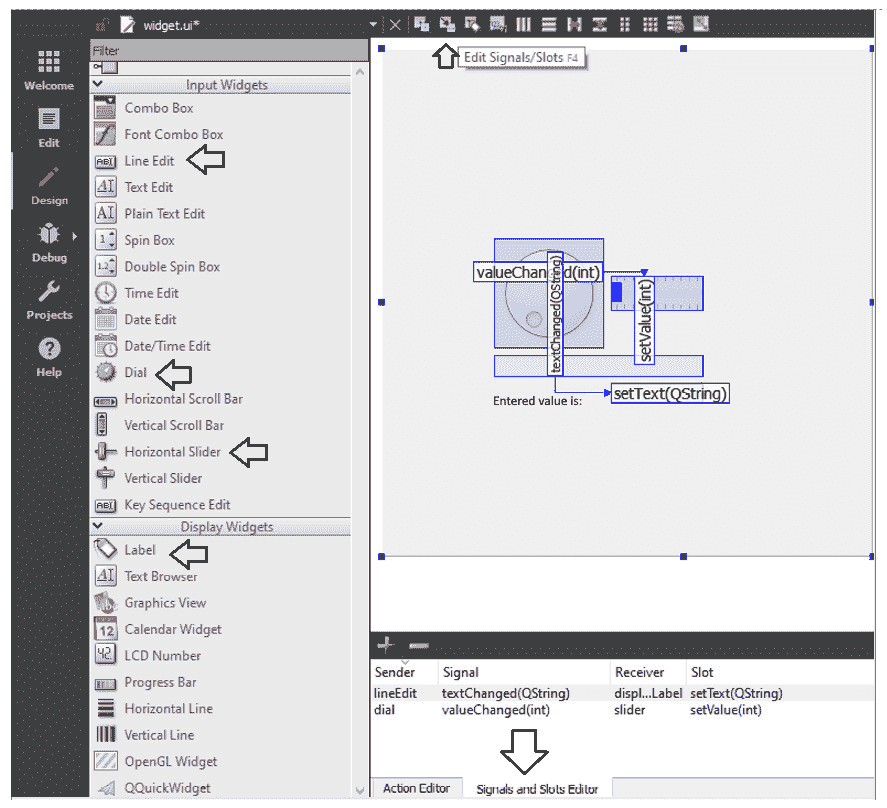 widget.ui*
Welcome
Edit
Design
Debug
Projects
Help
Filter
Input Widgets
Combo Box
Font Combo Box
Line Edit
Text Edit
Plain Text Edit
Spin Box
Double Spin Box
Time Edit
Date Edit
Date/Time Edit
Dial
Horizontal Scroll Bar
Vertical Scroll Bar
Horizontal Slider
Vertical Slider
Key Sequence Edit
Display Widgets
Label
Text Browser
Graphics View
Calendar Widget
LCD Number
Progress Bar
Horizontal Line
Vertical Line
OpenGL Widget
QQuickWidget
Edit Signals/Slots F4
valueChanged(int)
textChanged(QString)
setValue(int)
Entered value is:
setText(QString)
Sender Signal Receiver Slot
lineEdit textChanged(QString) displ...Label setText(QString)
dial valueChanged(int) slider setValue(int)
Action Editor Signals and Slots Editor